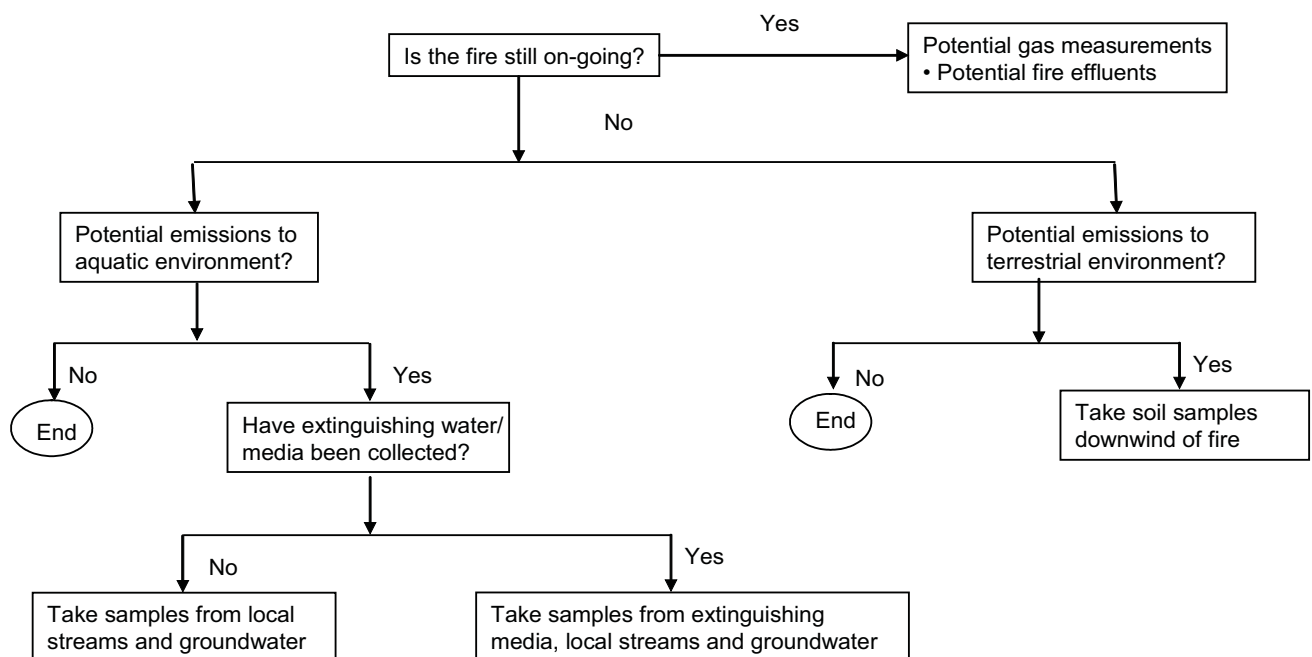 Yes
Is the fire still on-going?
Potential gas measurements
• Potential fire effluents
No
Potential emissions to
aquatic environment?
Potential emissions to
terrestrial environment?
No
Yes
No
Yes
End
Have extinguishing water/
media been collected?
End
Take soil samples
downwind of fire
No
Yes
Take samples from local
streams and groundwater
Take samples from extinguishing
media, local streams and groundwater